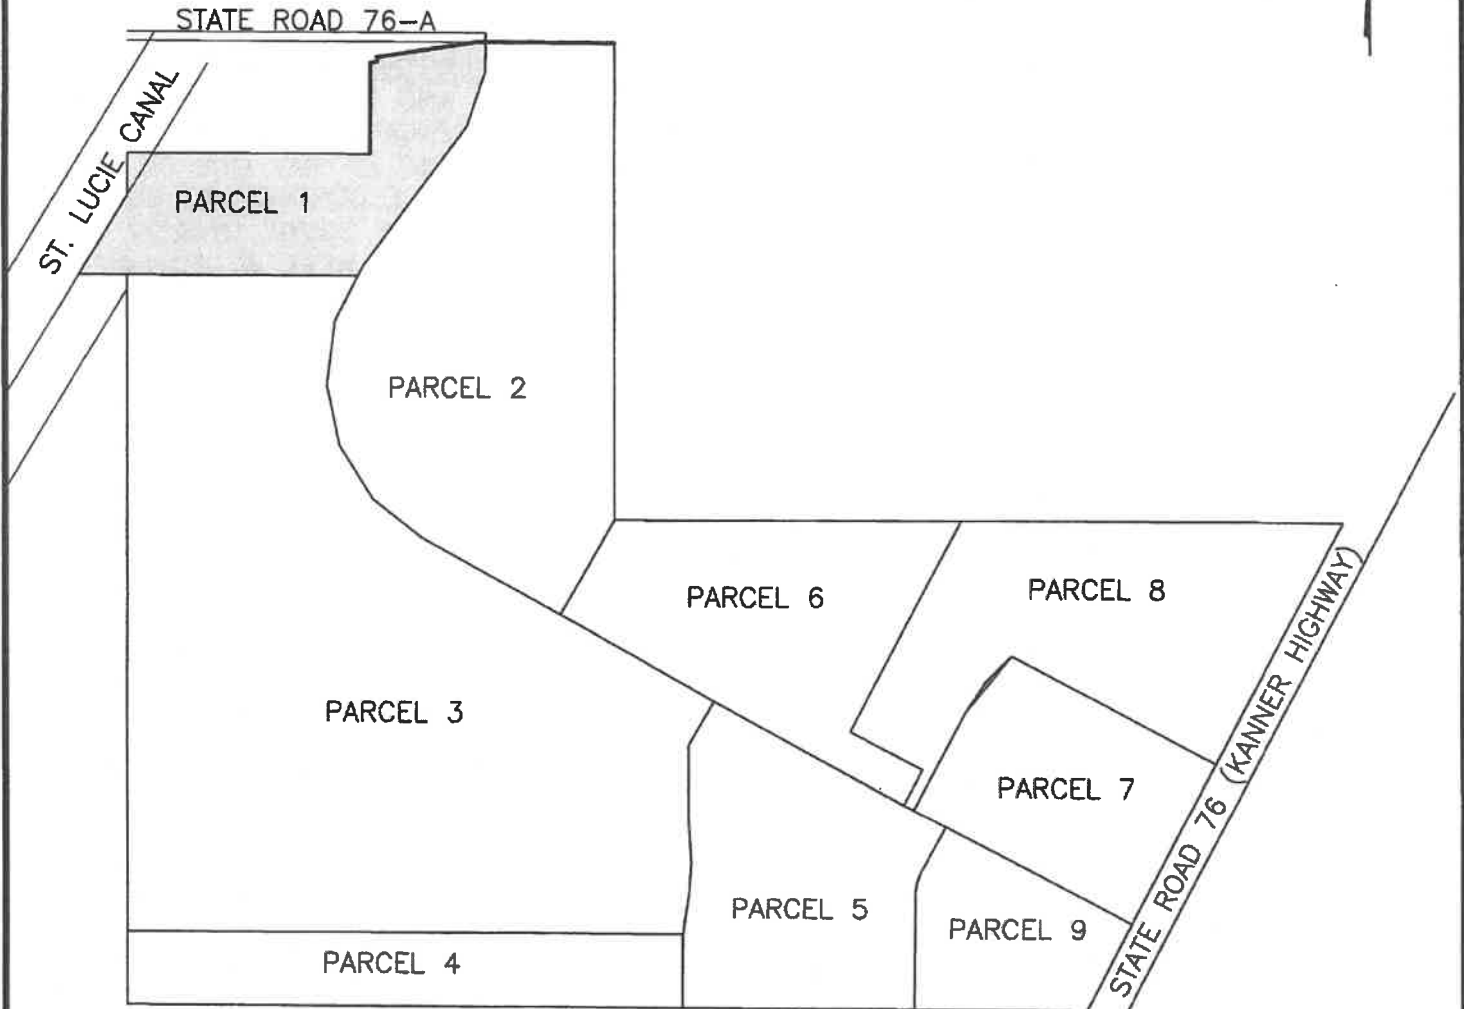 STATE ROAD 76-A
ST. LUCIE CANAL
PARCEL 1
PARCEL 2
PARCEL 6
PARCEL 8
STATE ROAD 76 (KANNER HIGHWAY)
PARCEL 3
PARCEL 7
PARCEL 5
PARCEL 9
PARCEL 4